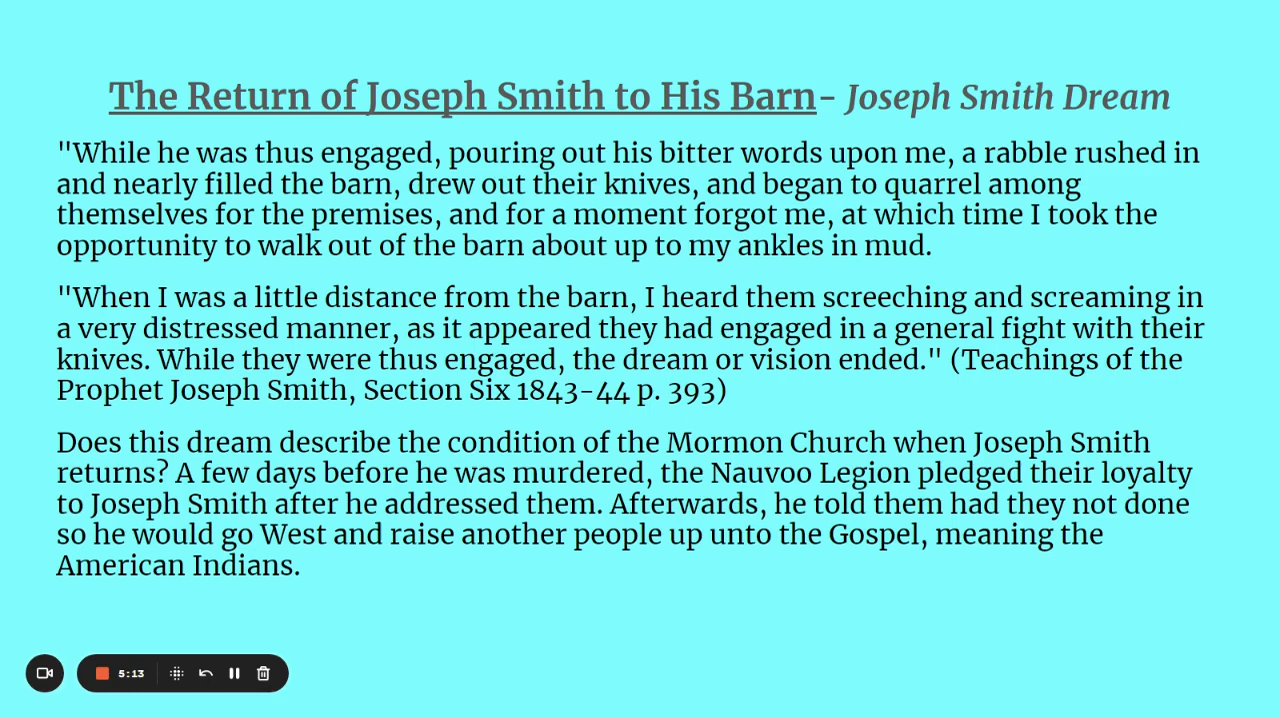 The Return of Joseph Smith to His Barn- Joseph Smith Dream
"While he was thus engaged, pouring out his bitter words upon me, a rabble rushed in
and nearly filled the barn, drew out their knives, and began to quarrel among
themselves for the premises, and for a moment forgot me, at which time I took the
opportunity to walk out of the barn about up to my ankles in mud.
"When I was a little distance from the barn, I heard them screeching and screaming in
a very distressed manner, as it appeared they had engaged in a general fight with their
knives. While they were thus engaged, the dream or vision ended." (Teachings of the
Prophet Joseph Smith, Section Six 1843-44 p. 393)
Does this dream describe the condition of the Mormon Church when Joseph Smith
returns? A few days before he was murdered, the Nauvoo Legion pledged their loyalty
to Joseph Smith after he addressed them. Afterwards, he told them had they not done
so he would go West and raise another people up unto the Gospel, meaning the
American Indians.
5:13